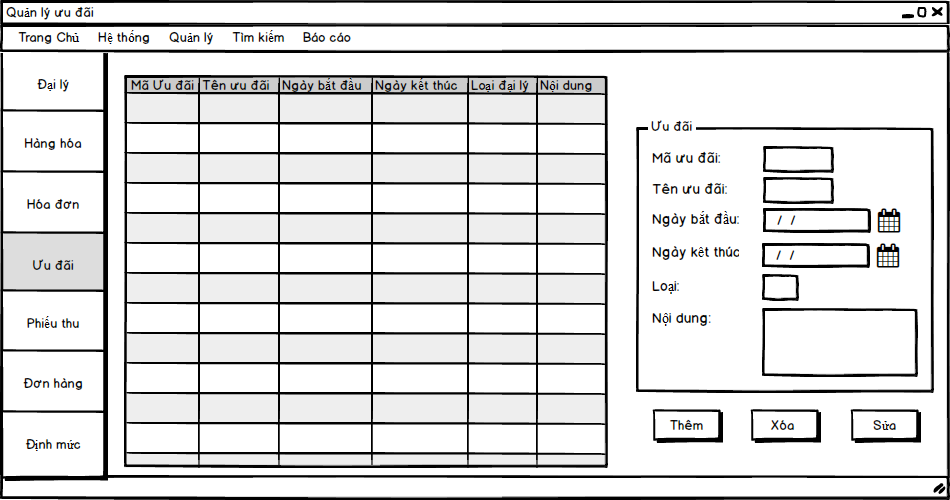 Quản lý ưu đãi
Trang Chủ Hệ thống Quản lý Tìm kiếm Báo cáo
Đại lý
Hàng hóa
Hóa đơn
Ưu đãi
Phiếu thu
Đơn hàng
Định mức
Mã Ưu đãi Tên ưu đãi Ngày bắt đầu Ngày kết thúc Loại đại lý Nội dung
Ưu đãi
Mã ưu đãi:
Tên ưu đãi:
Ngày bắt đầu: / /
Ngày kết thúc / /
Loại:
Nội dung:
Thêm Xóa Sửa